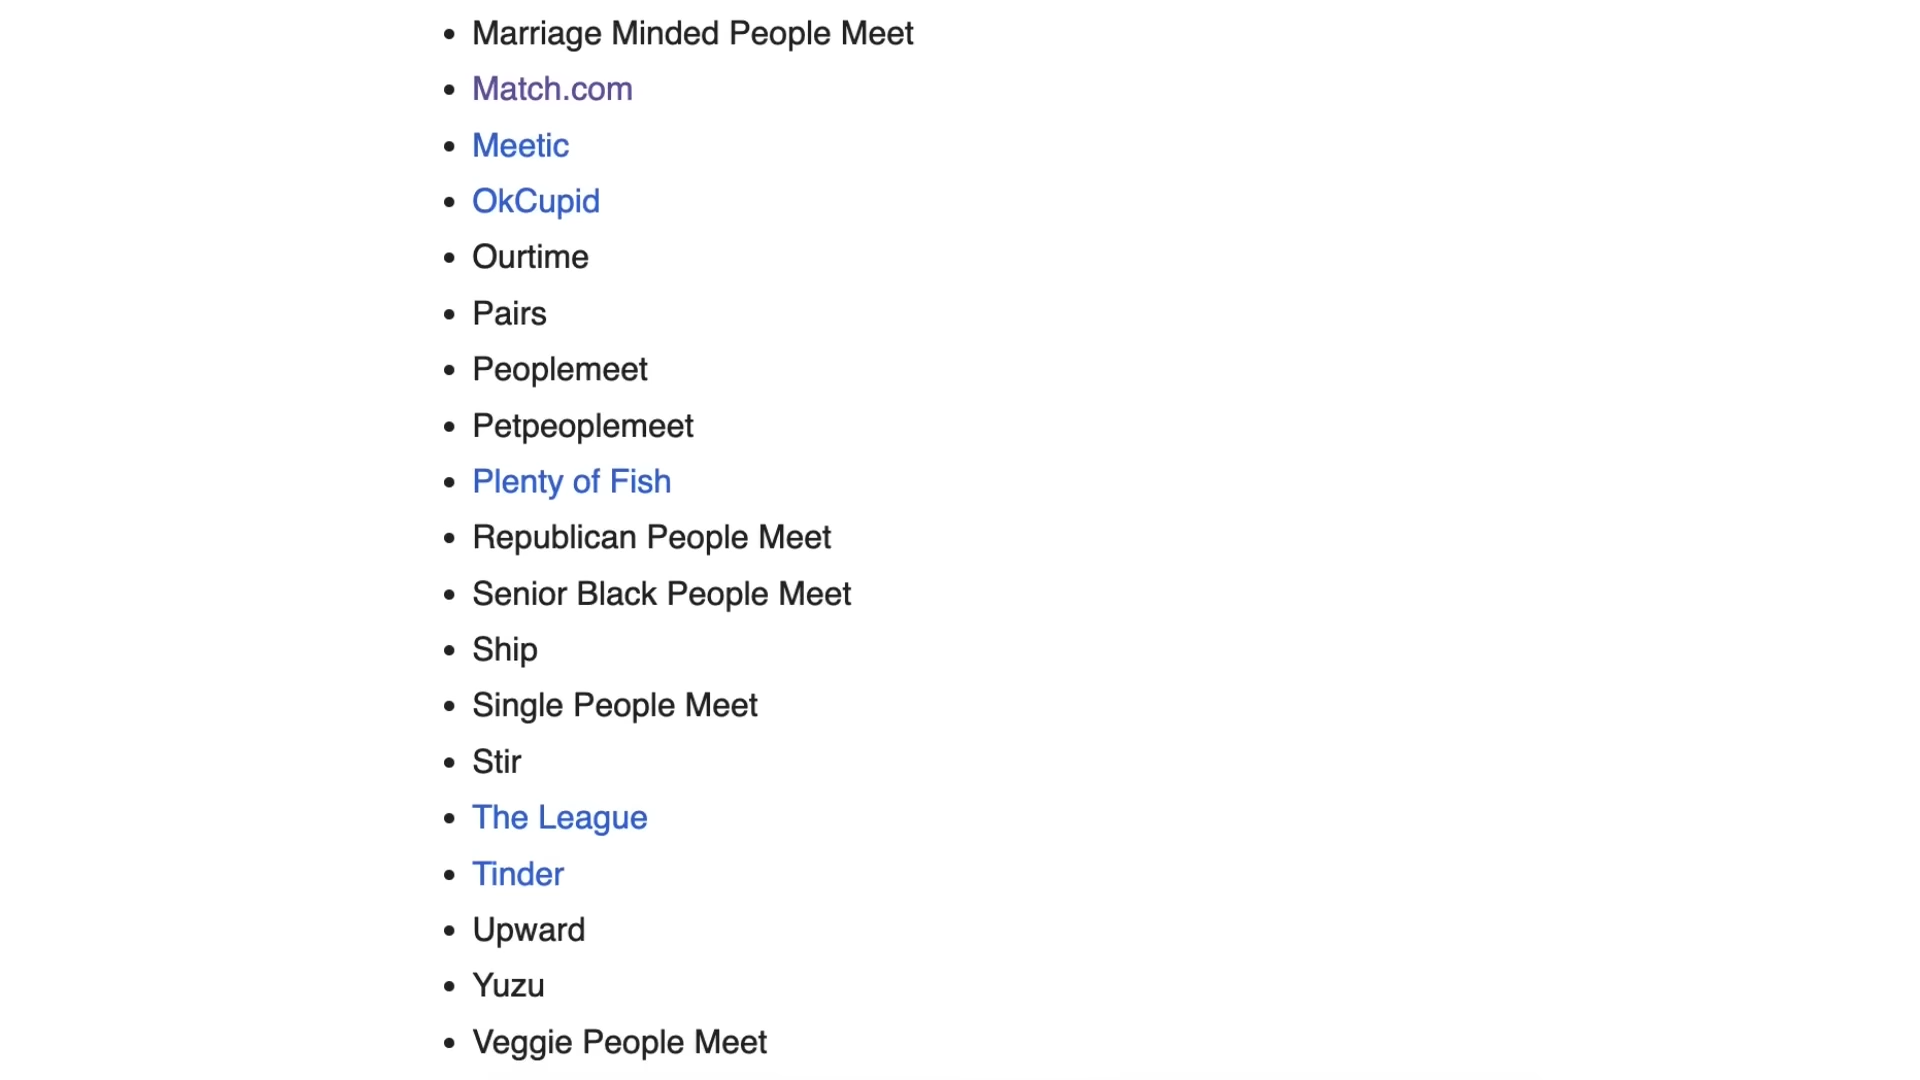 Marriage Minded People Meet
Match.com
Meetic
OkCupid
Ourtime
Pairs
Peoplemeet
Petpeoplemeet
Plenty of Fish
Republican People Meet
Senior Black People Meet
Ship
Single People Meet
Stir
The League
Tinder
Upward
Yuzu
Veggie People Meet